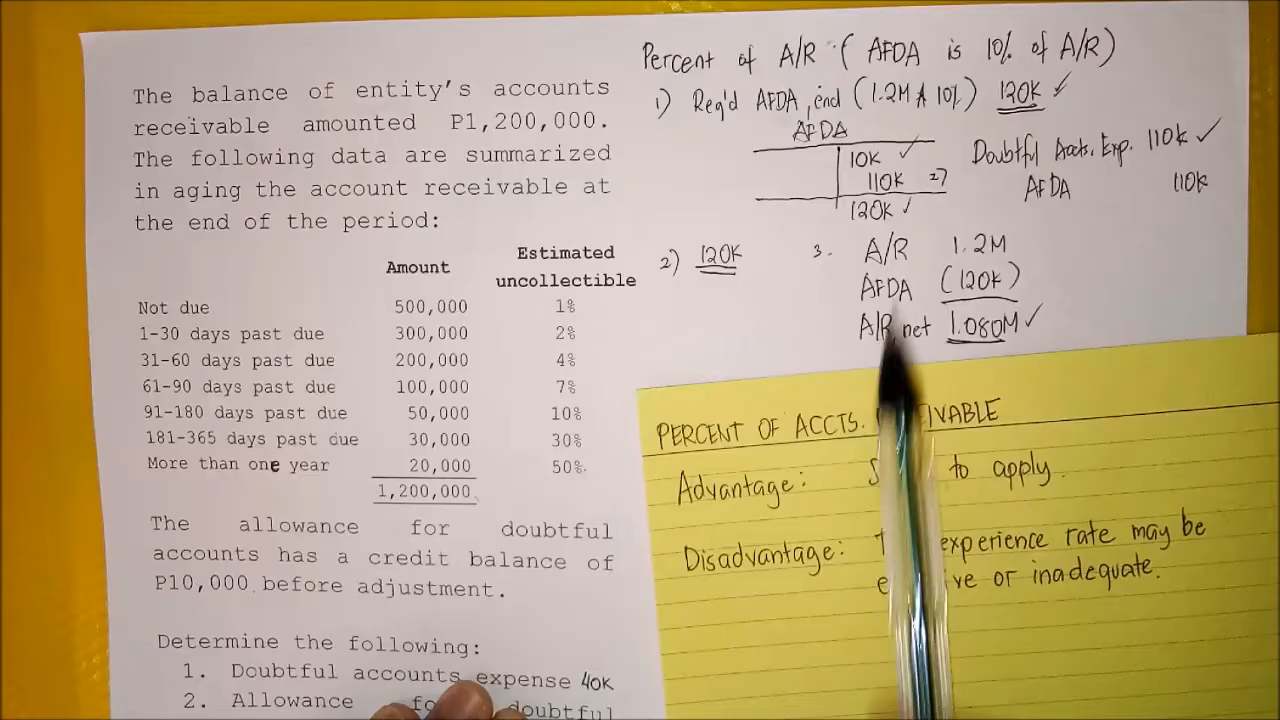 The balance of entity's accounts
receivable amounted P1,200,000.
The following data are summarized
in aging the account receivable at
the end of the period:
Amount Estimated uncollectible
Not due 500,000 1%
1-30 days past due 300,000 2%
31-60 days past due 200,000 4%
61-90 days past due 100,000 7%
91-180 days past due 50,000 10%
181-365 days past due 30,000 30%
More than one year 20,000 50%
1,200,000
The allowance for doubtful
accounts has a credit balance of
P10,000 before adjustment.
Determine the following:
1. Doubtful accounts expense 40K
2. Allowance doubtful
Percent of A/R (AFDA is 10% of A/R)
1) Req'd AFDA, end (1.2M x 10%) 120K ✓
AFDA
10K ✓
110K
120K ✓
Doubtful Accts. Exp. 110K ✓
AFDA 110K
2) 120K
3. A/R 1.2M
AFDA (120K)
A/R, net 1.080M ✓
PERCENT OF ACCTS.
Advantage: to apply.
Disadvantage: experience rate may be
or inadequate.